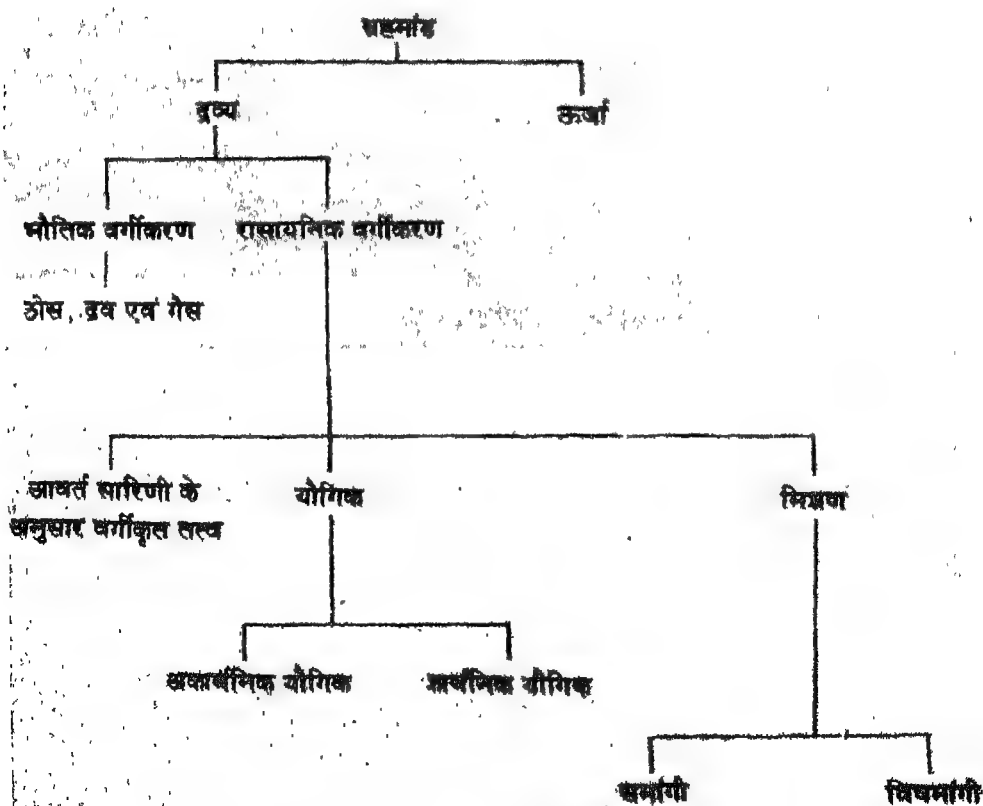 ब्रह्मांड
द्रव्य ऊर्जा
भौतिक वर्गीकरण रासायनिक वर्गीकरण
ठोस, द्रव एवं गैस
आवर्त सारिणी के यौगिक मिश्रण
अनुसार वर्गीकृत तत्व
अकार्बनिक यौगिक कार्बनिक यौगिक
समांगी विषमांगी